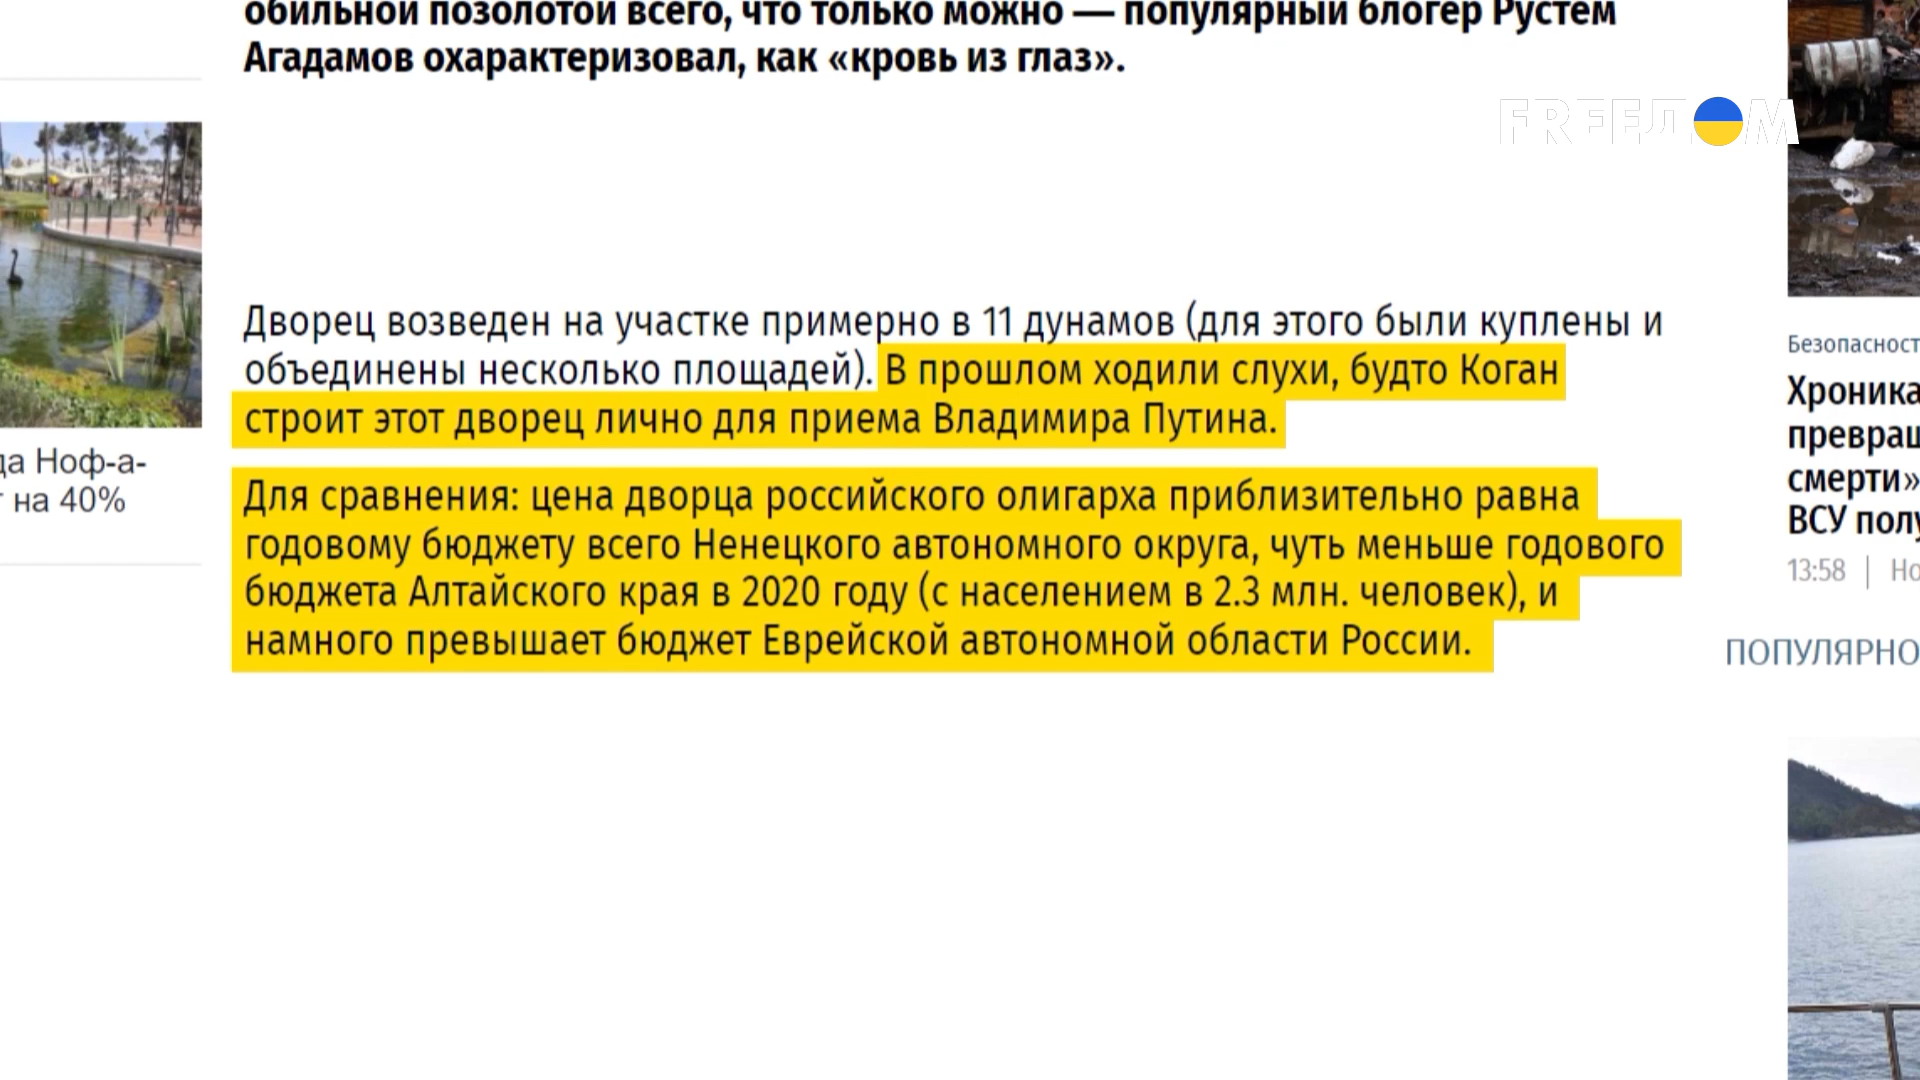 обильной позолотой всего, что только можно — популярный блогер Рустем
Агадамов охарактеризовал, как «кровь из глаз».
FREEДOM
Дворец возведен на участке примерно в 11 дунамов (для этого были куплены и
объединены несколько площадей). В прошлом ходили слухи, будто Коган
строит этот дворец лично для приема Владимира Путина.
Для сравнения: цена дворца российского олигарха приблизительно равна
годовому бюджету всего Ненецкого автономного округа, чуть меньше годового
бюджета Алтайского края в 2020 году (с населением в 2.3 млн. человек), и
намного превышает бюджет Еврейской автономной области России.
да Ноф-а-
на 40%
Безопасност
Хроника
превращ
смерти»
ВСУ полу
13:58 | Но
ПОПУЛЯРНО